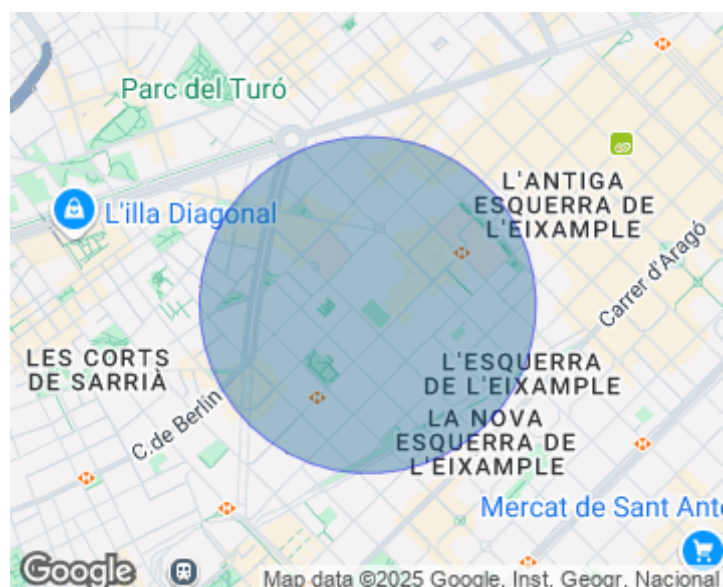 Parc del Turó
L'illa Diagonal
L'ANTIGA
ESQUERRA DE
L'EIXAMPLE
Carrer d'Aragó
LES CORTS
DE SARRIÀ
L'ESQUERRA
DE L'EIXAMPLE
C. de Berlín
LA NOVA
ESQUERRA DE
L'EIXAMPLE
Mercat de Sant Ant
Google
Map data ©2025 Google, Inst. Geogr. Nacional